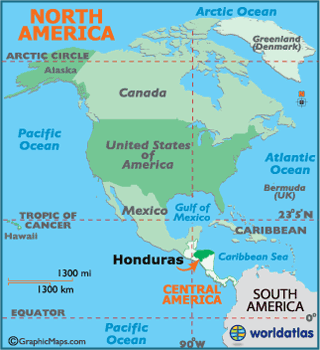 NORTH
AMERICA
Arctic Ocean
Greenland
(Denmark)
ARCTIC CIRCLE
Alaska
Canada
Pacific
Ocean
United States
of
America
Atlantic
Ocean
Bermuda
(UK)
Mexico
Gulf of
Mexico
TROPIC OF
CANCER
23°5'N
Hawaii
CARIBBEAN
Honduras
Caribbean Sea
1300 mi
1300 km
CENTRAL
AMERICA
SOUTH
AMERICA
EQUATOR
0°
Pacific
Ocean
90°W
worldatlas
©GraphicMaps.com